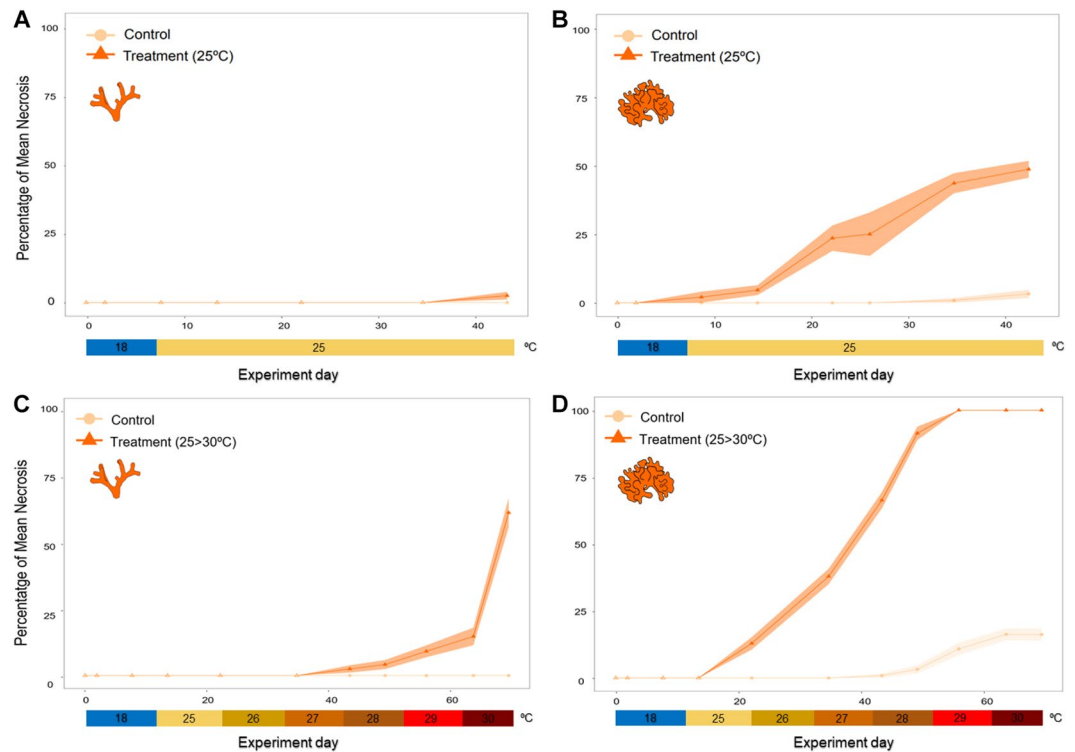 A
Control
Treatment (25ºC)
100
75
50
25
0
Percentatge of Mean Necrosis
0 10 20 30 40
18 25 ºC
Experiment day
B
Control
Treatment (25ºC)
100
75
50
25
0
0 10 20 30 40
18 25 ºC
Experiment day
C
Control
Treatment (25>30ºC)
100
75
50
25
0
Percentatge of Mean Necrosis
0 20 40 60
18 25 26 27 28 29 30 ºC
Experiment day
D
Control
Treatment (25>30ºC)
100
75
50
25
0
0 20 40 60
18 25 26 27 28 29 30 ºC
Experiment day